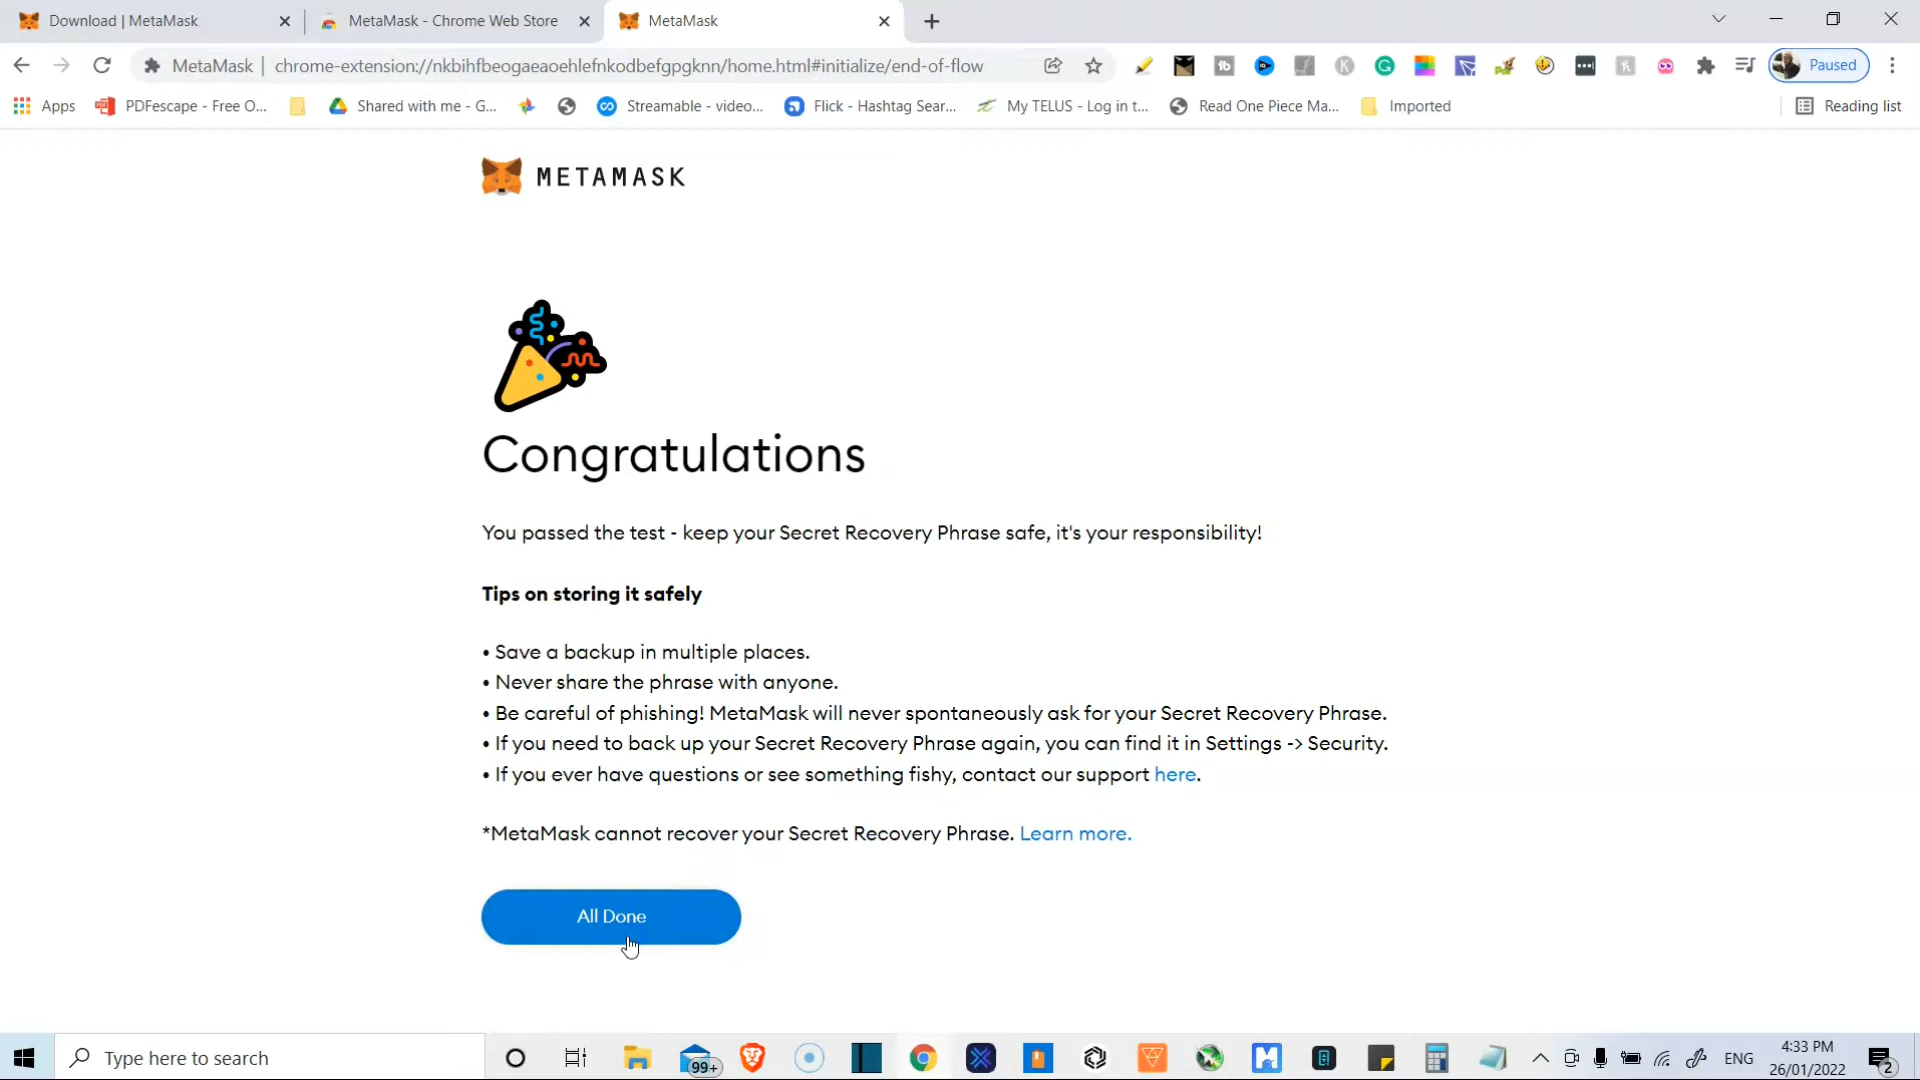 Download | MetaMask
MetaMask - Chrome Web Store
MetaMask
MetaMask | chrome-extension://nkbihfbeogaeaoehlefnkodbefgpgknn/home.html#initialize/end-of-flow
Paused
Apps
PDFescape - Free O...
Shared with me - G...
Streamable - video...
Flick - Hashtag Sear...
My TELUS - Log in t...
Read One Piece Ma...
Imported
Reading list
METAMASK
Congratulations
You passed the test - keep your Secret Recovery Phrase safe, it's your responsibility!
Tips on storing it safely
• Save a backup in multiple places.
• Never share the phrase with anyone.
• Be careful of phishing! MetaMask will never spontaneously ask for your Secret Recovery Phrase.
• If you need to back up your Secret Recovery Phrase again, you can find it in Settings -> Security.
• If you ever have questions or see something fishy, contact our support here.
*MetaMask cannot recover your Secret Recovery Phrase. Learn more.
All Done
Type here to search
99+
ENG
4:33 PM
26/01/2022
2